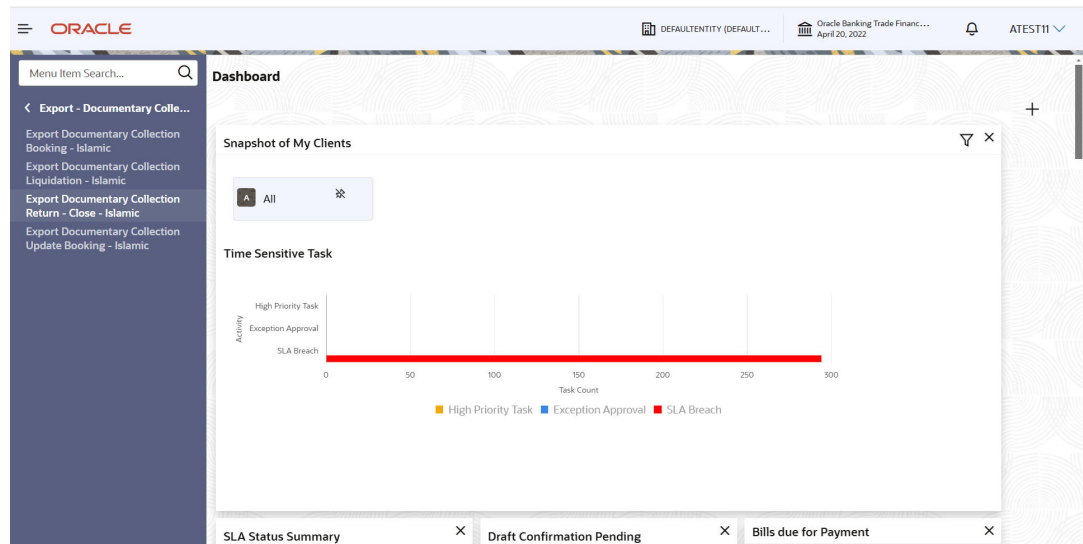 ORACLE
DEFAULTENTITY (DEFAULT...
Oracle Banking Trade Financ...
April 20, 2022
ATEST11
Menu Item Search...
Export - Documentary Colle...
Export Documentary Collection
Booking - Islamic
Export Documentary Collection
Liquidation - Islamic
Export Documentary Collection
Return - Close - Islamic
Export Documentary Collection
Update Booking - Islamic
Dashboard
Snapshot of My Clients
A All
Time Sensitive Task
Activity
High Priority Task
Exception Approval
SLA Breach
0 50 100 150 200 250 300
Task Count
High Priority Task Exception Approval SLA Breach
SLA Status Summary
Draft Confirmation Pending
Bills due for Payment